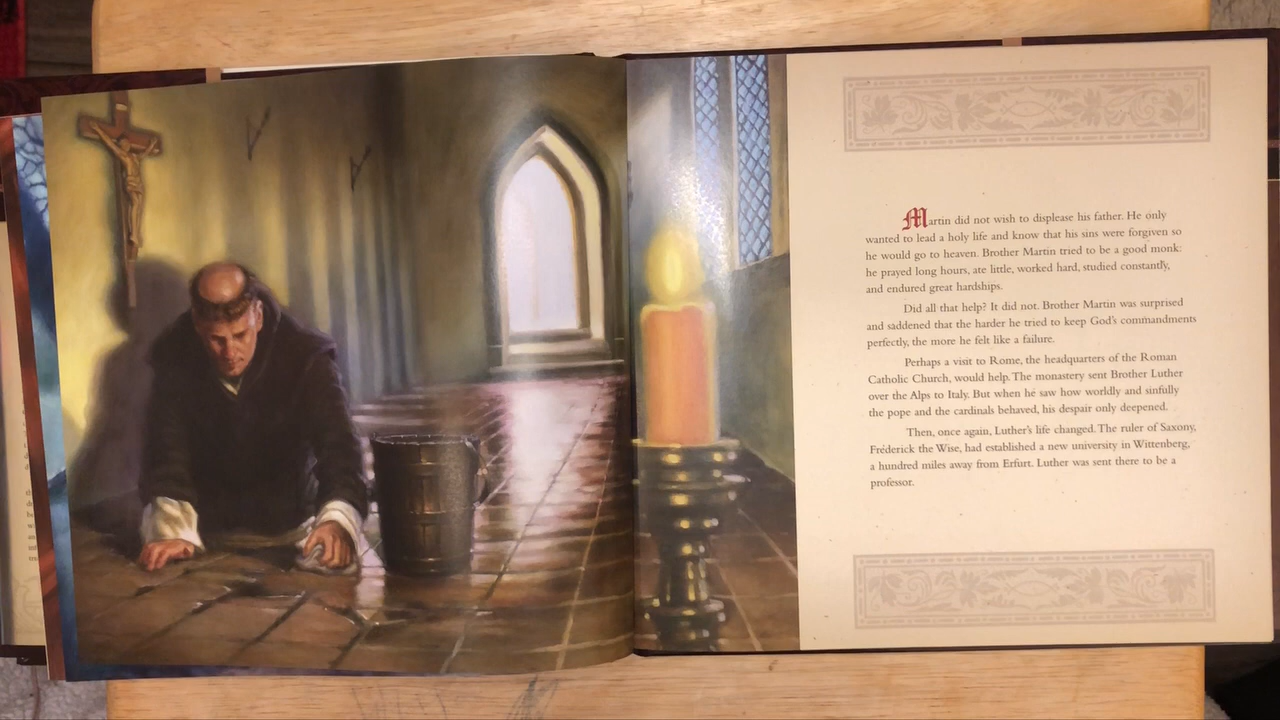 Martin did not wish to displease his father. He only
wanted to lead a holy life and know that his sins were forgiven so
he would go to heaven. Brother Martin tried to be a good monk:
he prayed long hours, ate little, worked hard, studied constantly,
and endured great hardships.
Did all that help? It did not. Brother Martin was surprised
and saddened that the harder he tried to keep God's commandments
perfectly, the more he felt like a failure.
Perhaps a visit to Rome, the headquarters of the Roman
Catholic Church, would help. The monastery sent Brother Luther
over the Alps to Italy. But when he saw how worldly and sinfully
the pope and the cardinals behaved, his despair only deepened.
Then, once again, Luther's life changed. The ruler of Saxony,
Frederick the Wise, had established a new university in Wittenberg,
a hundred miles away from Erfurt. Luther was sent there to be a
professor.